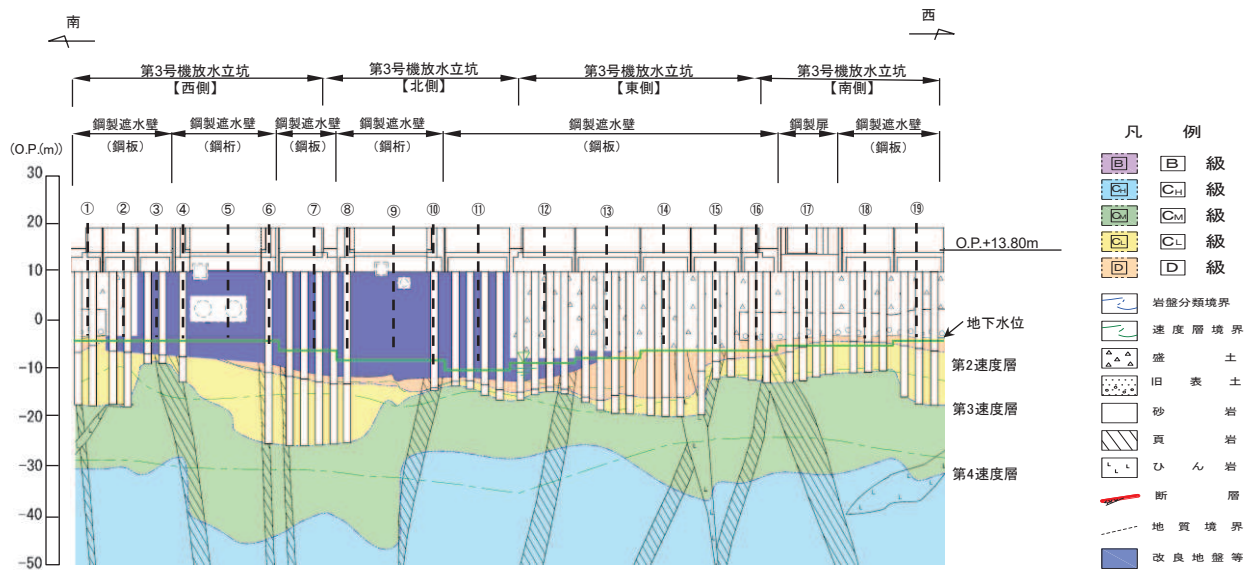 南
西
第3号機放水立坑 第3号機放水立坑 第3号機放水立坑 第3号機放水立坑
【西側】 【北側】 【東側】 【南側】
鋼製遮水壁 鋼製遮水壁 鋼製遮水壁 鋼製遮水壁 鋼製遮水壁 鋼製扉 鋼製遮水壁
(鋼板) (鋼桁) (鋼板) (鋼桁) (鋼板) (鋼板)
(O.P.(m))
30
20
10
0
-10
-20
-30
-40
-50
① ② ③ ④ ⑤ ⑥ ⑦ ⑧ ⑨ ⑩ ⑪ ⑫ ⑬ ⑭ ⑮ ⑯ ⑰ ⑱ ⑲
O.P.+13.80m
地下水位
第2速度層
第3速度層
第4速度層
凡 例
B B 級
CH CH 級
CM CM 級
CL CL 級
D D 級
岩盤分類境界
速度層境界
盛 土
旧表土
砂 岩
頁 岩
ひん岩
断 層
地質境界
改良地盤等